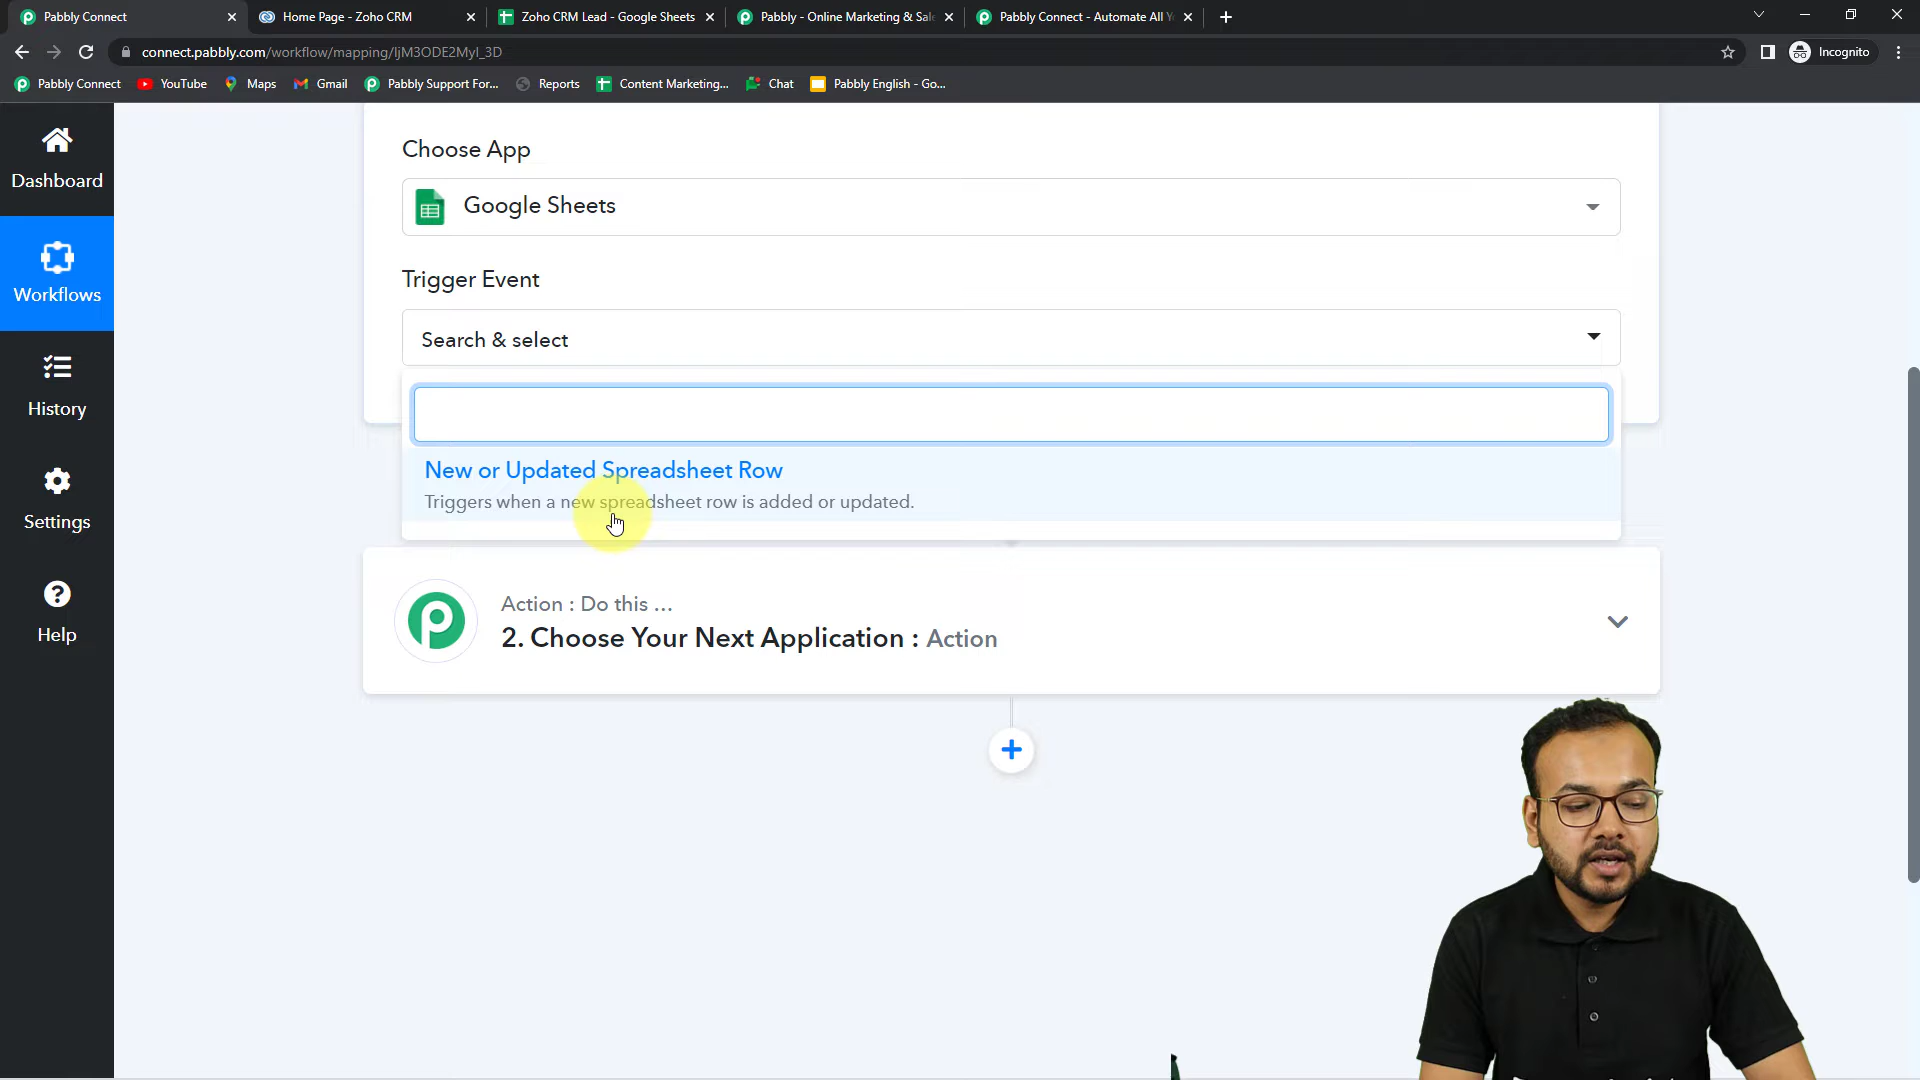 Pabbly Connect
Home Page - Zoho CRM
Zoho CRM Lead - Google Sheets
Pabbly - Online Marketing & Sal
Pabbly Connect - Automate All Y
connect.pabbly.com/workflow/mapping/IjM3ODE2MyI_3D
Incognito
Pabbly Connect
YouTube
Maps
Gmail
Pabbly Support For...
Reports
Content Marketing...
Chat
Pabbly English - Go...
Dashboard
Workflows
History
Settings
Help
Choose App
Google Sheets
Trigger Event
Search & select
New or Updated Spreadsheet Row
Triggers when a new spreadsheet row is added or updated.
Action : Do this ...
2. Choose Your Next Application : Action